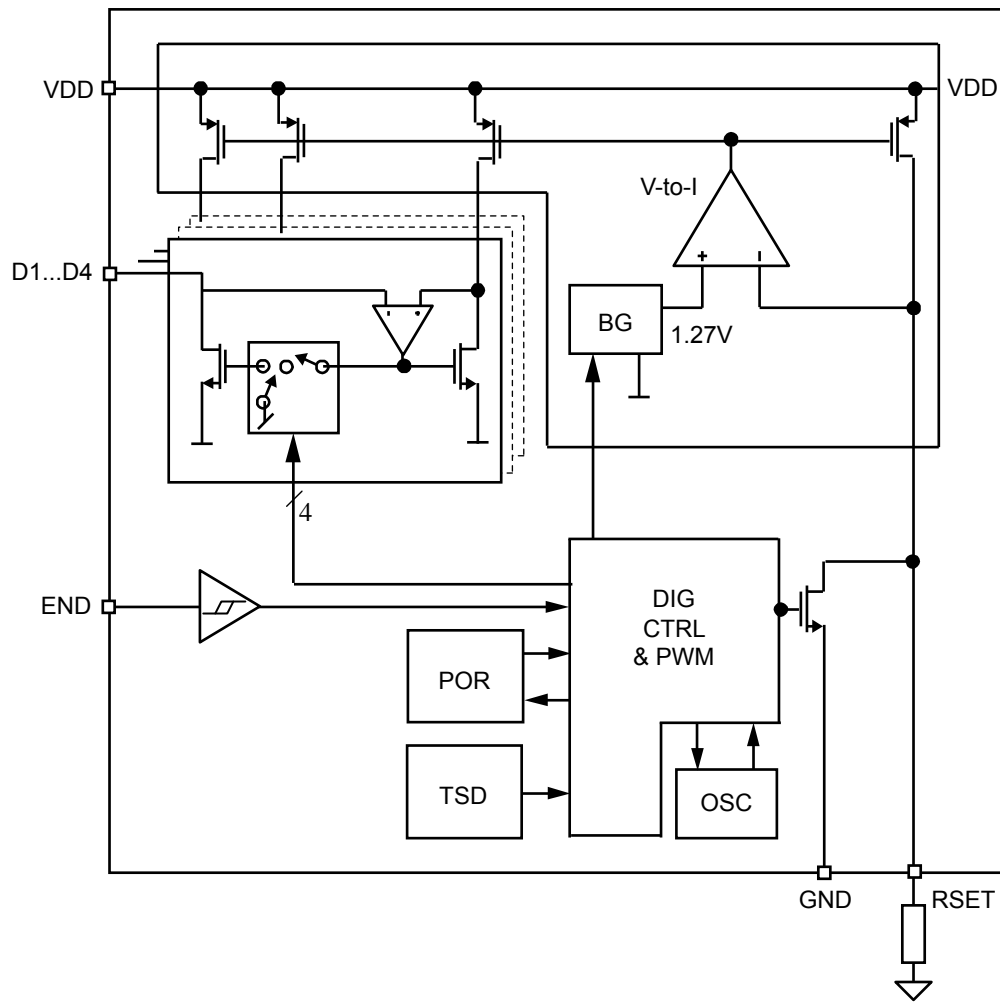 VDD
VDD
V-to-I
+
–
D1...D4
BG
1.27V
4
END
DIG
CTRL
& PWM
POR
TSD
OSC
GND
RSET